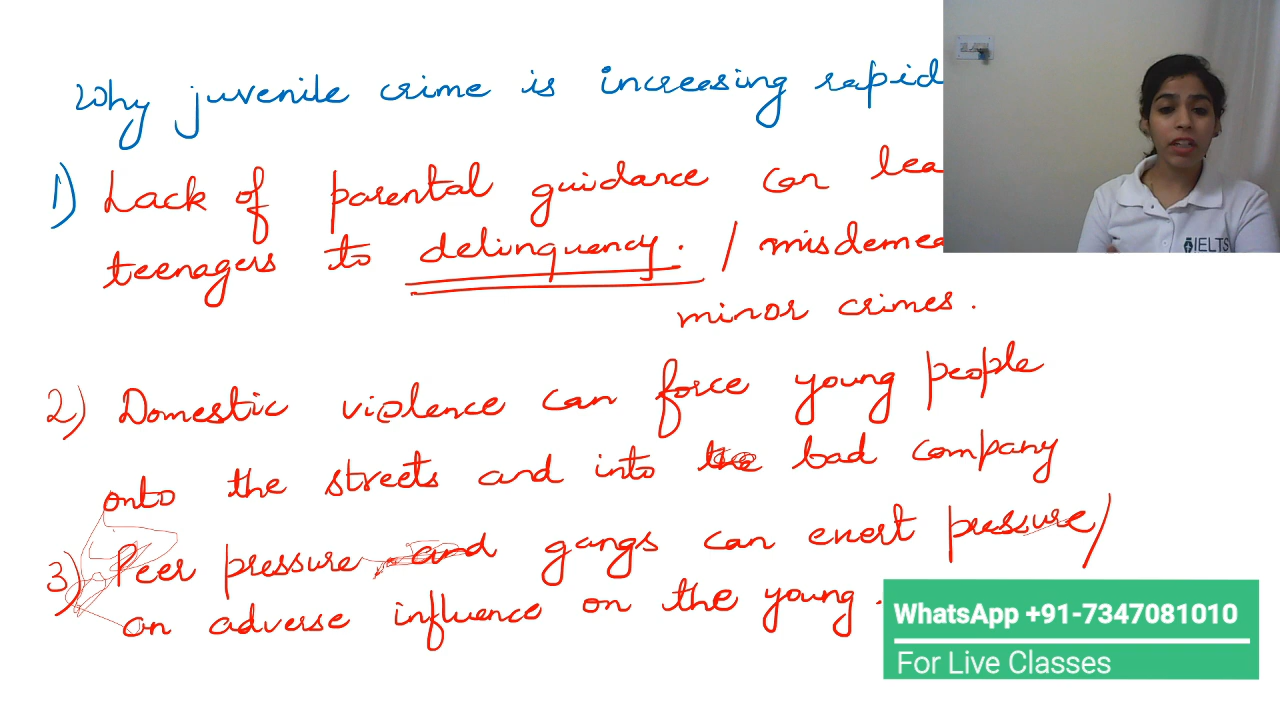 Why juvenile crime is increasing rapid
1) Lack of parental guidance can lea
teenagers to delinquency. / misdemea
minor crimes.
2) Domestic violence can force young people
onto the streets and into bad company
3) Peer pressure and gangs can exert pressure/
an adverse influence on the young.
IELTS
WhatsApp +91-7347081010
For Live Classes